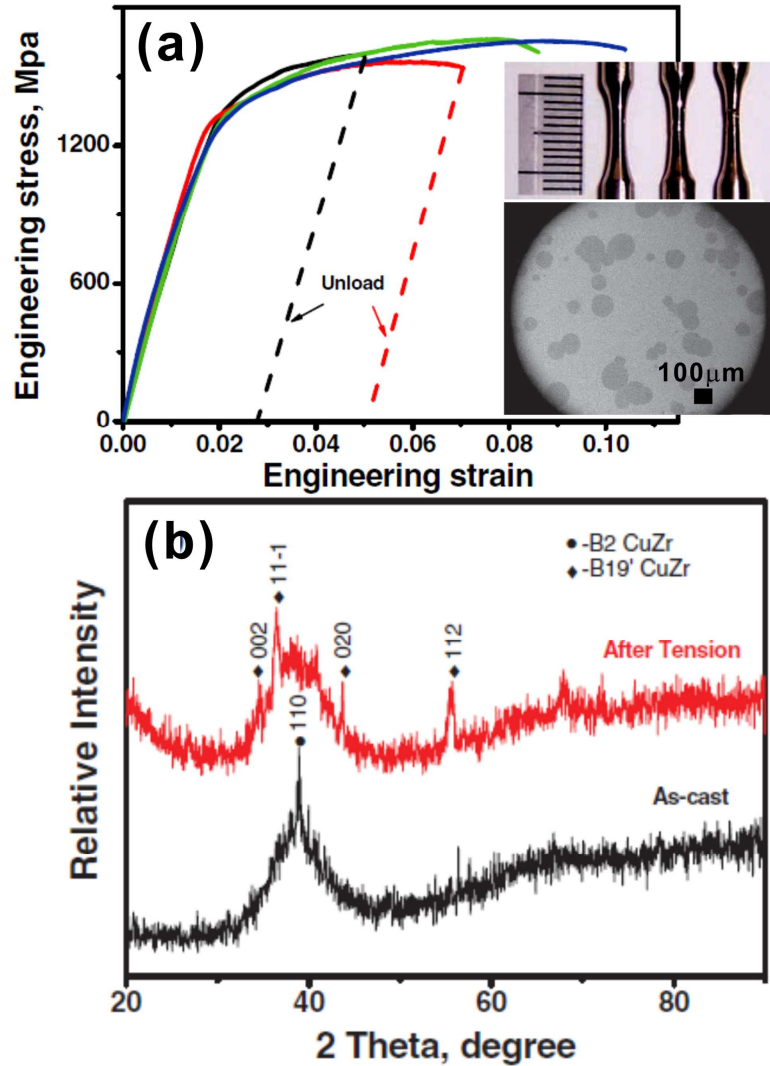 (a)
Engineering stress, Mpa
1200
600
0
Unload
100μm
0.00 0.02 0.04 0.06 0.08 0.10
Engineering strain
(b)
-B2 CuZr
-B19' CuZr
002
11-1
020
112
After Tension
110
As-cast
Relative Intensity
20 40 60 80
2 Theta, degree